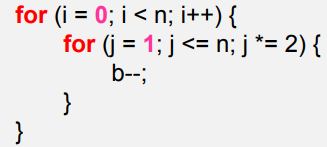 for (i = 0; i < n; i++) {
for (j = 1; j <= n; j *= 2) {
b--;
}
}